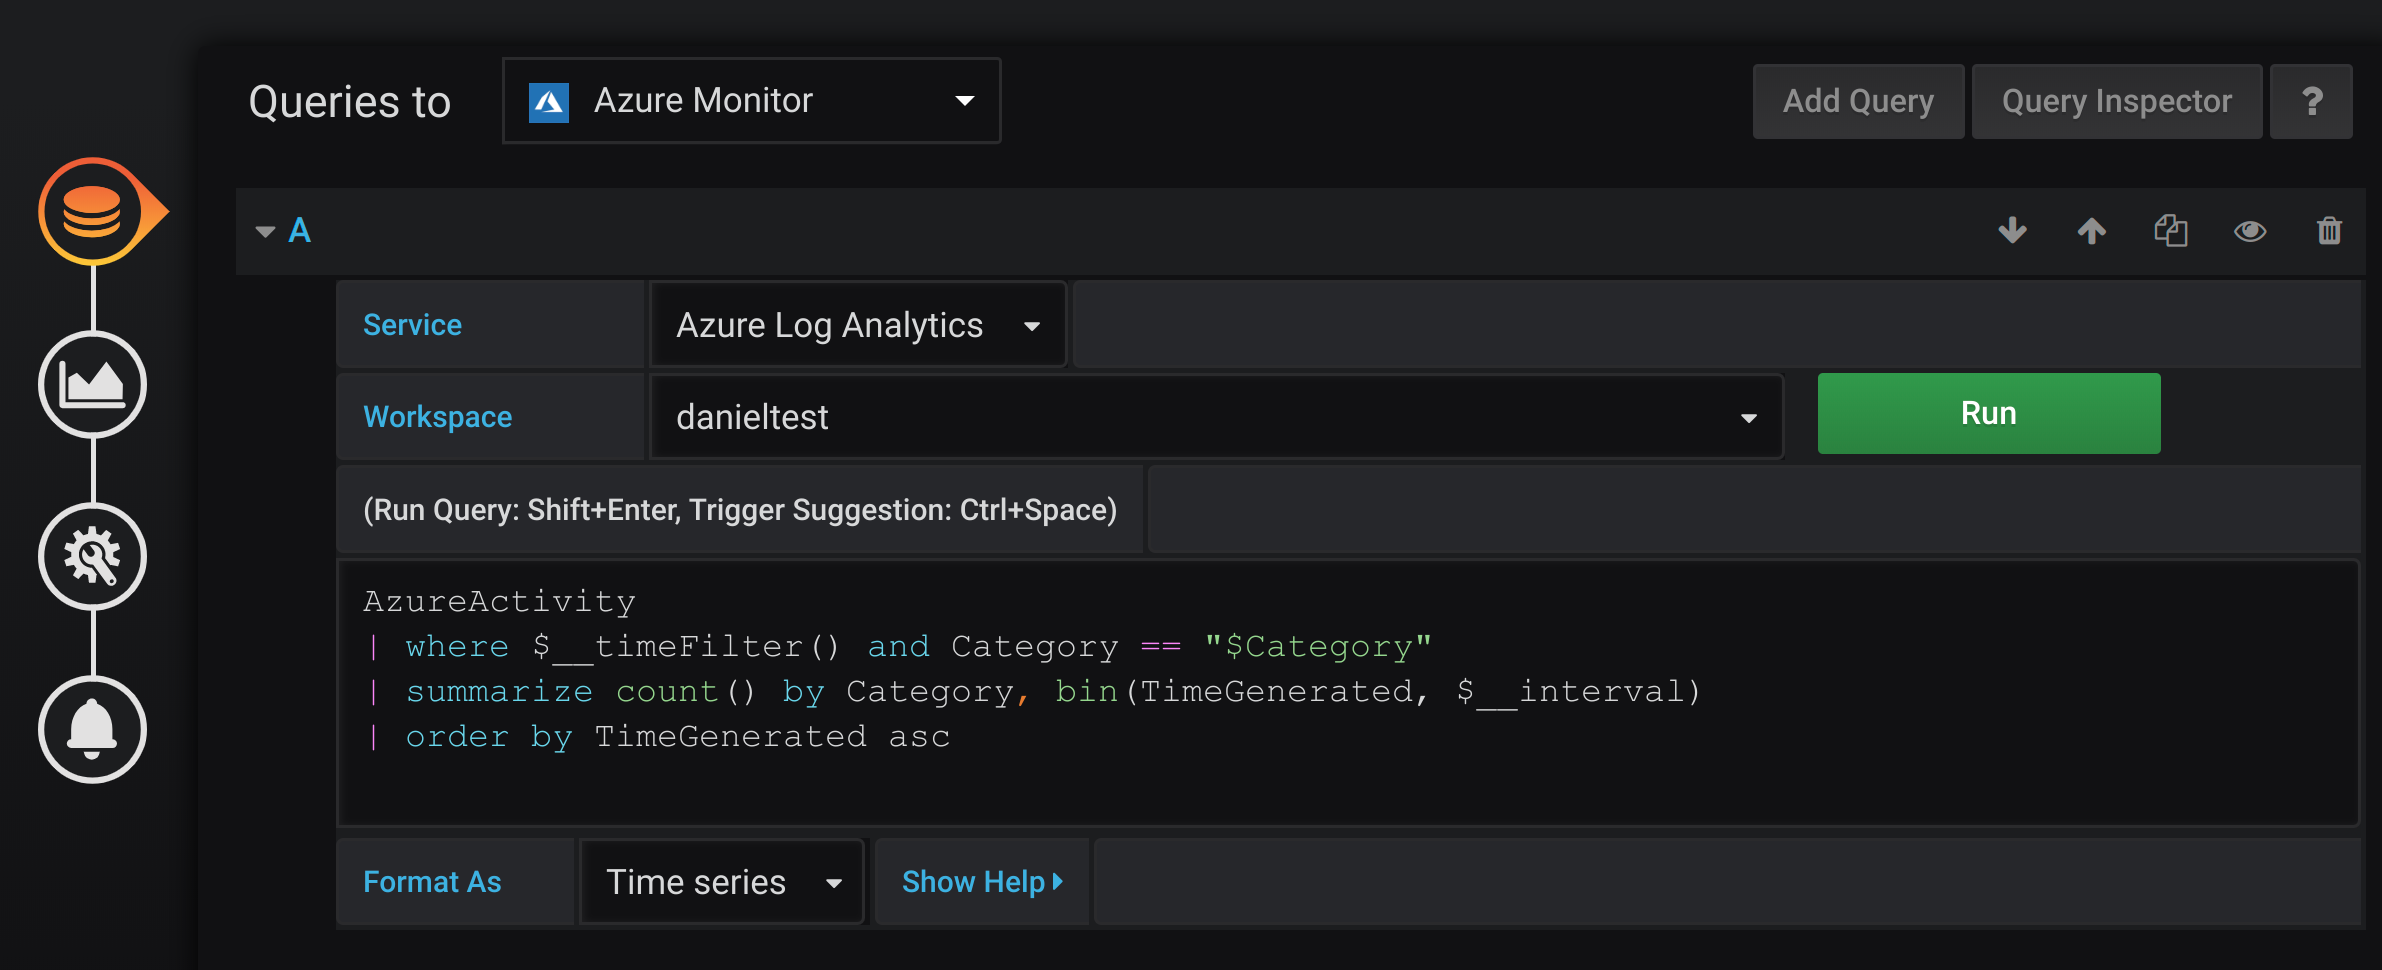 Queries to Azure Monitor Add Query Query Inspector ?
A
Service Azure Log Analytics
Workspace danieltest Run
(Run Query: Shift+Enter, Trigger Suggestion: Ctrl+Space)
AzureActivity
| where $__timeFilter() and Category == "$Category"
| summarize count() by Category, bin(TimeGenerated, $__interval)
| order by TimeGenerated asc
Format As Time series Show Help